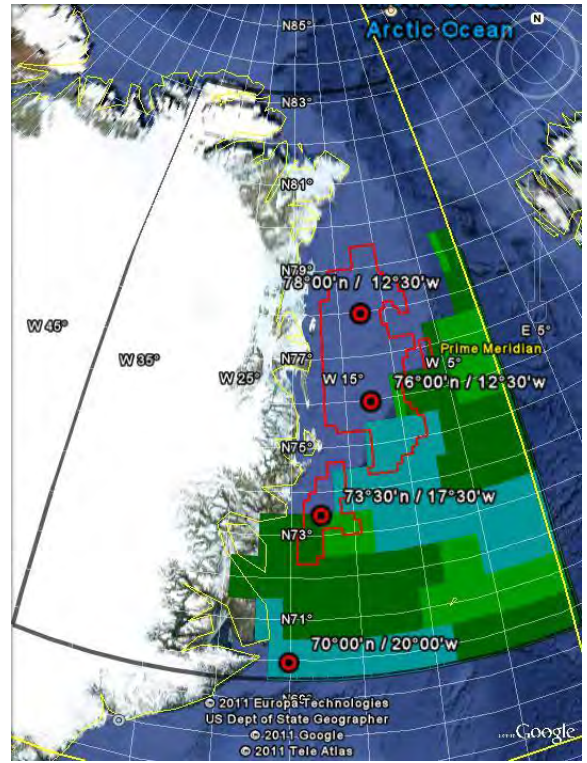 N85°
Arctic Ocean
N
N83°
N81°
N79°
78°00'n / 12°30'w
W 45°
W 35°
E 5°
Prime Meridian
N77°
W 25°
W 15°
W 5°
76°00'n / 12°30'w
N75°
73°30'n / 17°30'w
N73°
N71°
70°00'n / 20°00'w
© 2011 Europa Technologies
US Dept of State Geographer
© 2011 Google
© 2011 Tele Atlas
Google